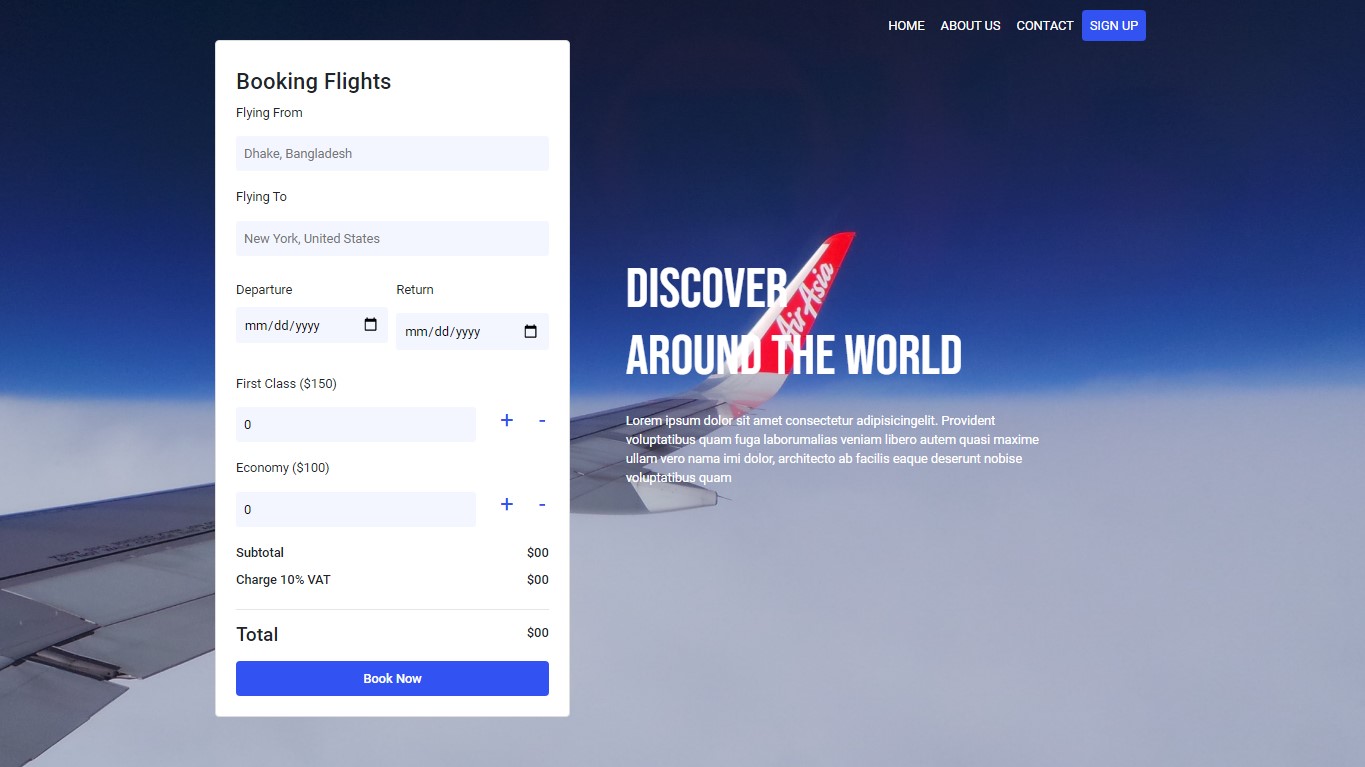 HOME ABOUT US CONTACT SIGN UP
Booking Flights
Flying From
Dhake, Bangladesh
Flying To
New York, United States
Departure Return
mm/dd/yyyy mm/dd/yyyy
First Class ($150)
0 + -
Economy ($100)
0 + -
Subtotal $00
Charge 10% VAT $00
Total $00
Book Now
DISCOVER
AROUND THE WORLD
Lorem ipsum dolor sit amet consectetur adipisicingelit. Provident
voluptatibus quam fuga laborumalias veniam libero autem quasi maxime
ullam vero nama imi dolor, architecto ab facilis eaque deserunt nobise
voluptatibus quam
Air Asia